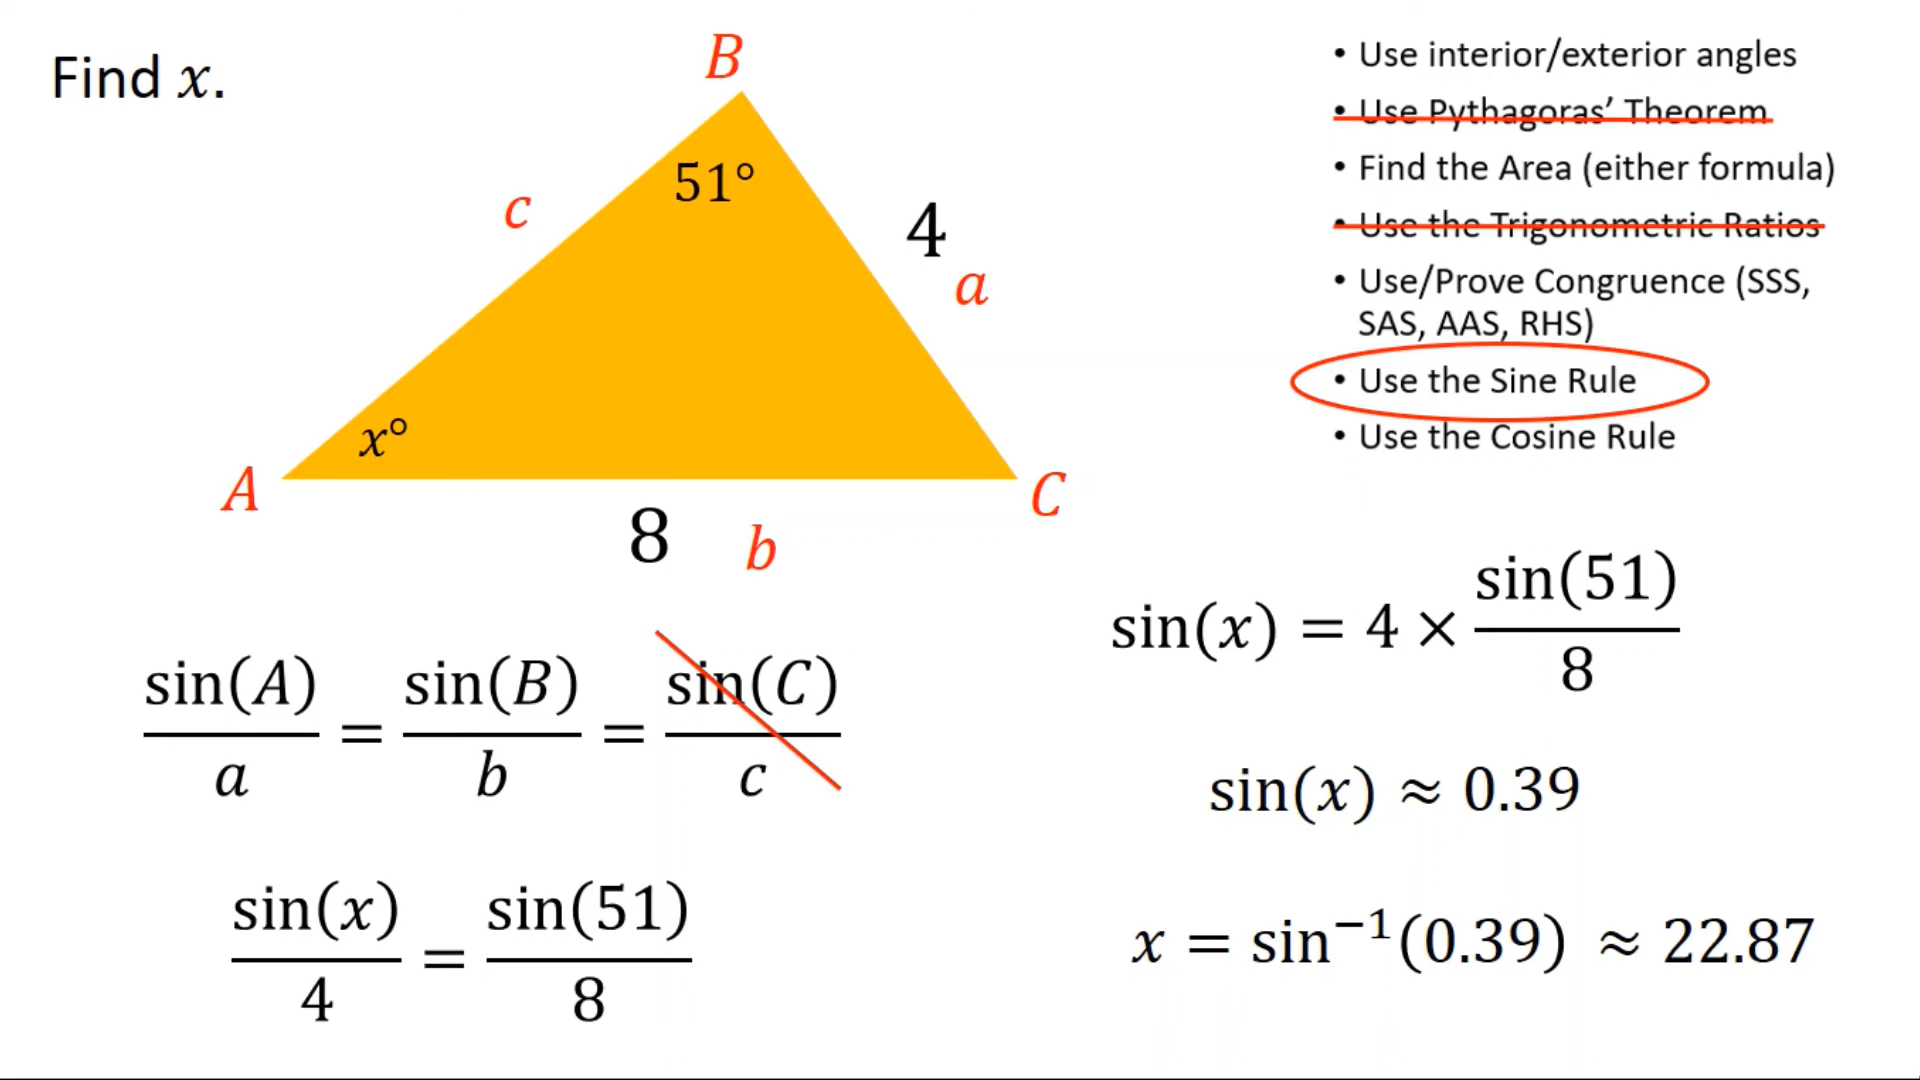 Find x.
B
51°
c
4
a
x°
A
C
8
b
• Use interior/exterior angles
• Use Pythagoras’ Theorem
• Find the Area (either formula)
• Use the Trigonometric Ratios
• Use/Prove Congruence (SSS,
SAS, AAS, RHS)
• Use the Sine Rule
• Use the Cosine Rule
sin(A)/a = sin(B)/b = sin(C)/c
sin(x)/4 = sin(51)/8
sin(x) = 4 × sin(51)/8
sin(x) ≈ 0.39
x = sin⁻¹(0.39) ≈ 22.87